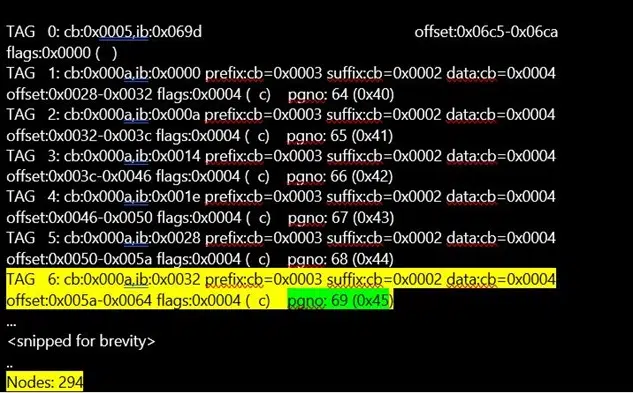 TAG   0: cb:0x0005,ib:0x069d                                             offset:0x06c5-0x06ca
flags:0x0000 (   )
TAG   1: cb:0x000a,ib:0x0000 prefix:cb=0x0003 suffix:cb=0x0002 data:cb=0x0004
offset:0x0028-0x0032 flags:0x0004 (  c)    pgno: 64 (0x40)
TAG   2: cb:0x000a,ib:0x000a prefix:cb=0x0003 suffix:cb=0x0002 data:cb=0x0004
offset:0x0032-0x003c flags:0x0004 (  c)    pgno: 65 (0x41)
TAG   3: cb:0x000a,ib:0x0014 prefix:cb=0x0003 suffix:cb=0x0002 data:cb=0x0004
offset:0x003c-0x0046 flags:0x0004 (  c)    pgno: 66 (0x42)
TAG   4: cb:0x000a,ib:0x001e prefix:cb=0x0003 suffix:cb=0x0002 data:cb=0x0004
offset:0x0046-0x0050 flags:0x0004 (  c)    pgno: 67 (0x43)
TAG   5: cb:0x000a,ib:0x0028 prefix:cb=0x0003 suffix:cb=0x0002 data:cb=0x0004
offset:0x0050-0x005a flags:0x0004 (  c)    pgno: 68 (0x44)
TAG   6: cb:0x000a,ib:0x0032 prefix:cb=0x0003 suffix:cb=0x0002 data:cb=0x0004
offset:0x005a-0x0064 flags:0x0004 (  c)    pgno: 69 (0x45)
...
<snipped for brevity>
..
Nodes: 294